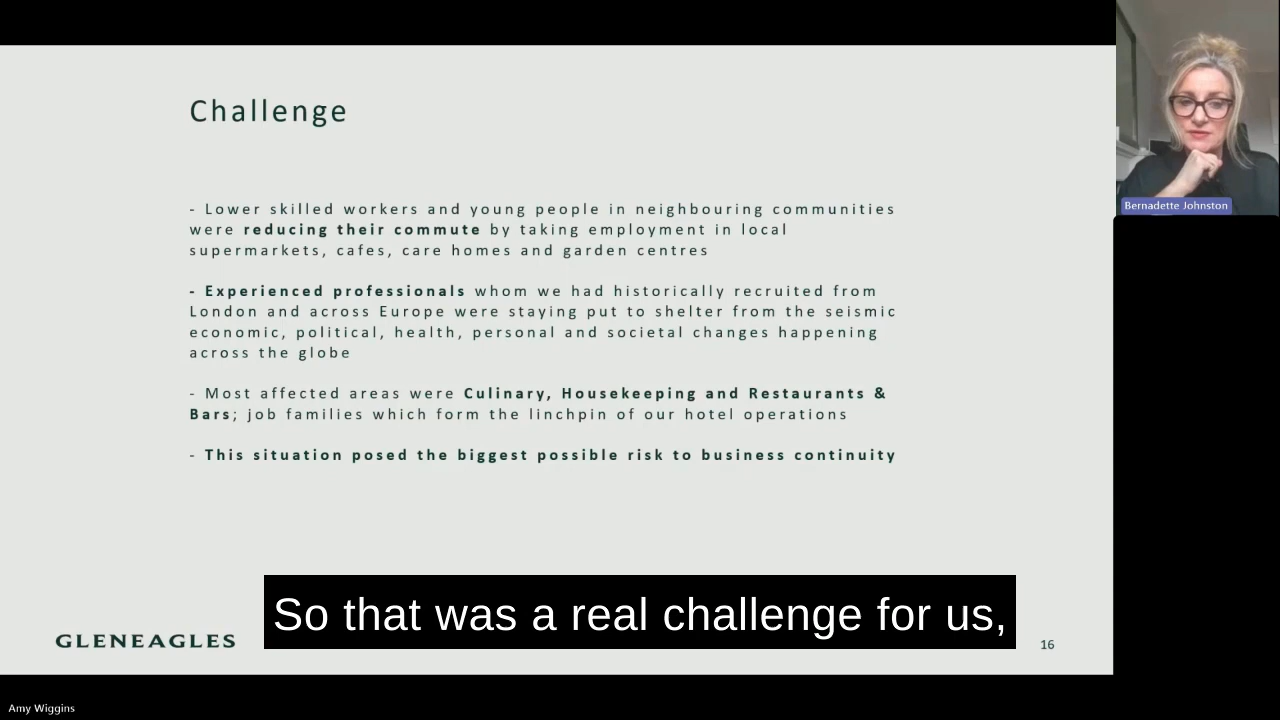 Challenge
- Lower skilled workers and young people in neighbouring communities
were reducing their commute by taking employment in local
supermarkets, cafes, care homes and garden centres
- Experienced professionals whom we had historically recruited from
London and across Europe were staying put to shelter from the seismic
economic, political, health, personal and societal changes happening
across the globe
- Most affected areas were Culinary, Housekeeping and Restaurants &
Bars; job families which form the linchpin of our hotel operations
- This situation posed the biggest possible risk to business continuity
So that was a real challenge for us,
GLENEAGLES
16
Bernadette Johnston
Amy Wiggins